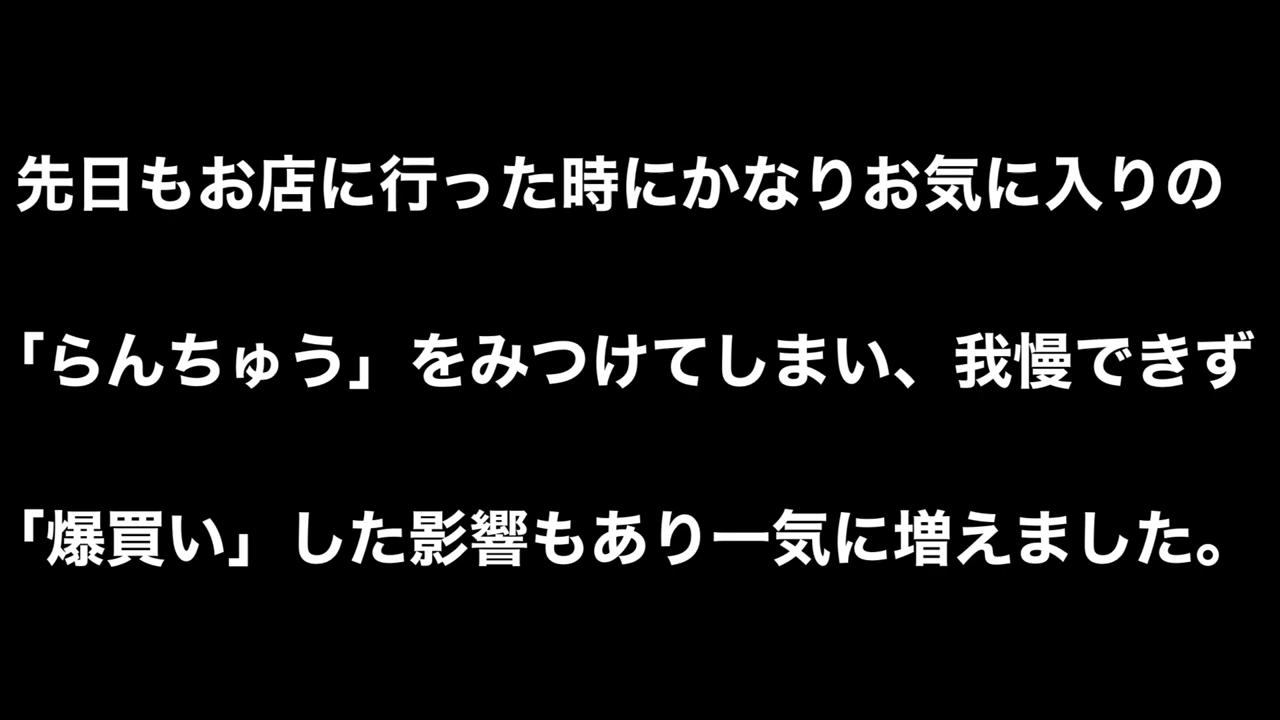 先日もお店に行った時にかなりお気に入りの
「らんちゅう」をみつけてしまい、我慢できず
「爆買い」した影響もあり一気に増えました。